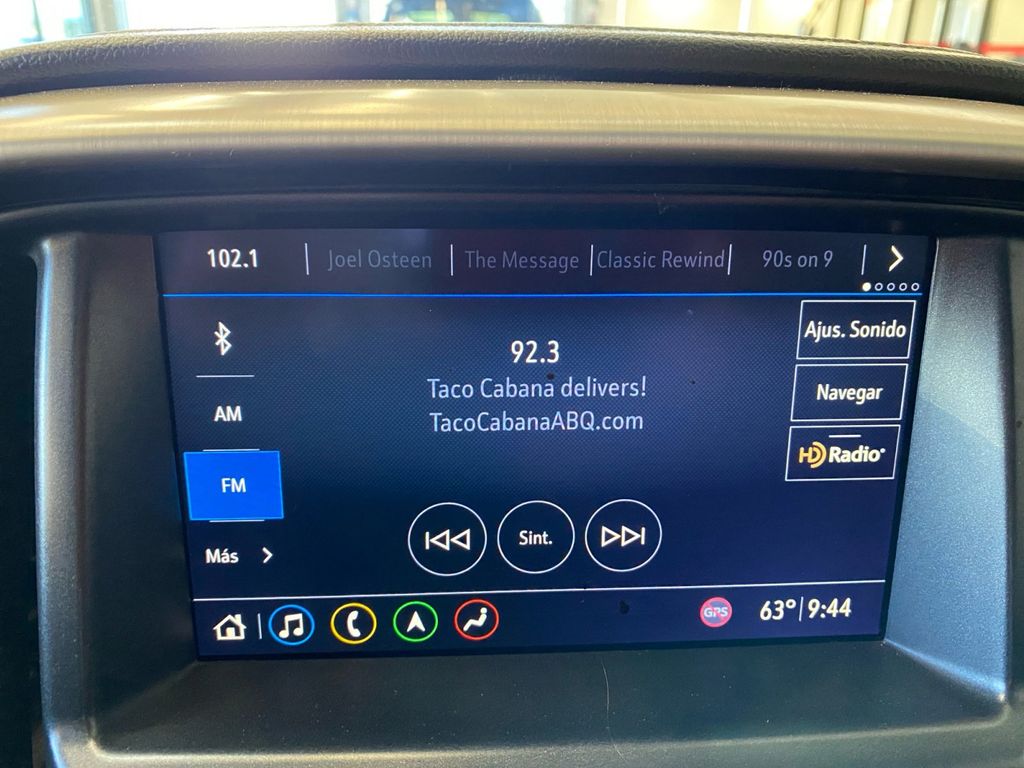 102.1 | Joel Osteen | The Message | Classic Rewind | 90s on 9
92.3
Taco Cabana delivers!
TacoCabanaABQ.com
AM
FM
Más
Ajus. Sonido
Navegar
HD Radio
Sint.
GPS 63° | 9:44